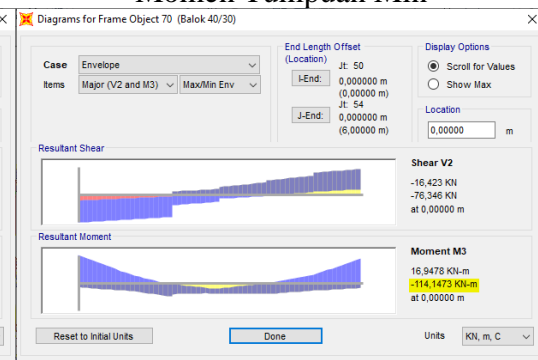 Momen Tumpuan Min
Diagrams for Frame Object 70 (Balok 40/30)
Case
Envelope
Items
Major (V2 and M3)
Max/Min Env
End Length Offset
(Location)
I-End:
Jt: 50
0,000000 m
(0,00000 m)
J-End:
Jt: 54
0,000000 m
(6,00000 m)
Display Options
Scroll for Values
Show Max
Location
0,00000 m
Resultant Shear
Shear V2
-16,423 KN
-76,346 KN
at 0,00000 m
Resultant Moment
Moment M3
16,9478 KN-m
-114,1473 KN-m
at 0,00000 m
Reset to Initial Units
Done
Units
KN, m, C